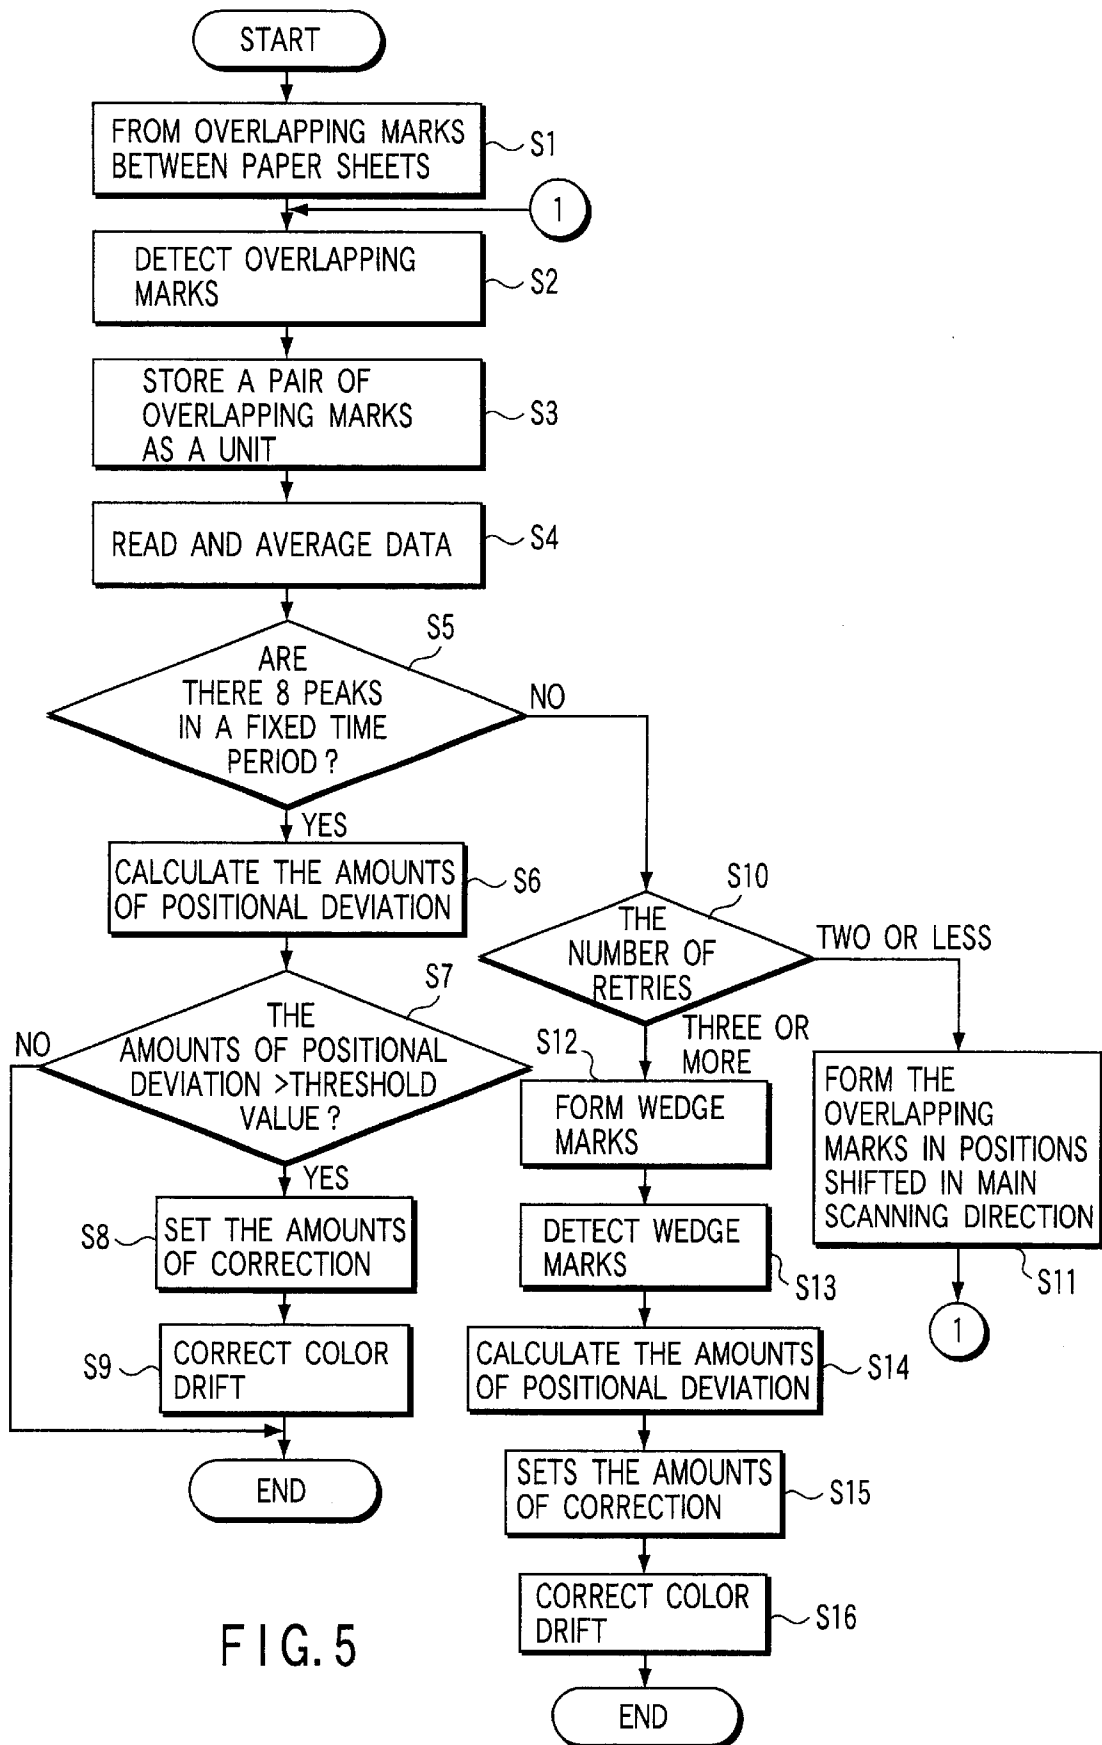 START
FROM OVERLAPPING MARKS
BETWEEN PAPER SHEETS
S1
1
DETECT OVERLAPPING
MARKS
S2
STORE A PAIR OF
OVERLAPPING MARKS
AS A UNIT
S3
READ AND AVERAGE DATA
S4
S5
ARE
THERE 8 PEAKS
IN A FIXED TIME
PERIOD?
NO
YES
CALCULATE THE AMOUNTS
OF POSITIONAL DEVIATION
S6
S7
THE
AMOUNTS OF POSITIONAL
DEVIATION >THRESHOLD
VALUE?
NO
YES
S8
SET THE AMOUNTS
OF CORRECTION
S9
CORRECT COLOR
DRIFT
END
S10
THE
NUMBER OF
RETRIES
TWO OR LESS
THREE OR
MORE
S12
FORM WEDGE
MARKS
FORM THE
OVERLAPPING
MARKS IN POSITIONS
SHIFTED IN MAIN
SCANNING DIRECTION
S11
1
DETECT WEDGE
MARKS
S13
CALCULATE THE AMOUNTS
OF POSITIONAL DEVIATION
S14
SETS THE AMOUNTS
OF CORRECTION
S15
CORRECT COLOR
DRIFT
S16
END
FIG. 5